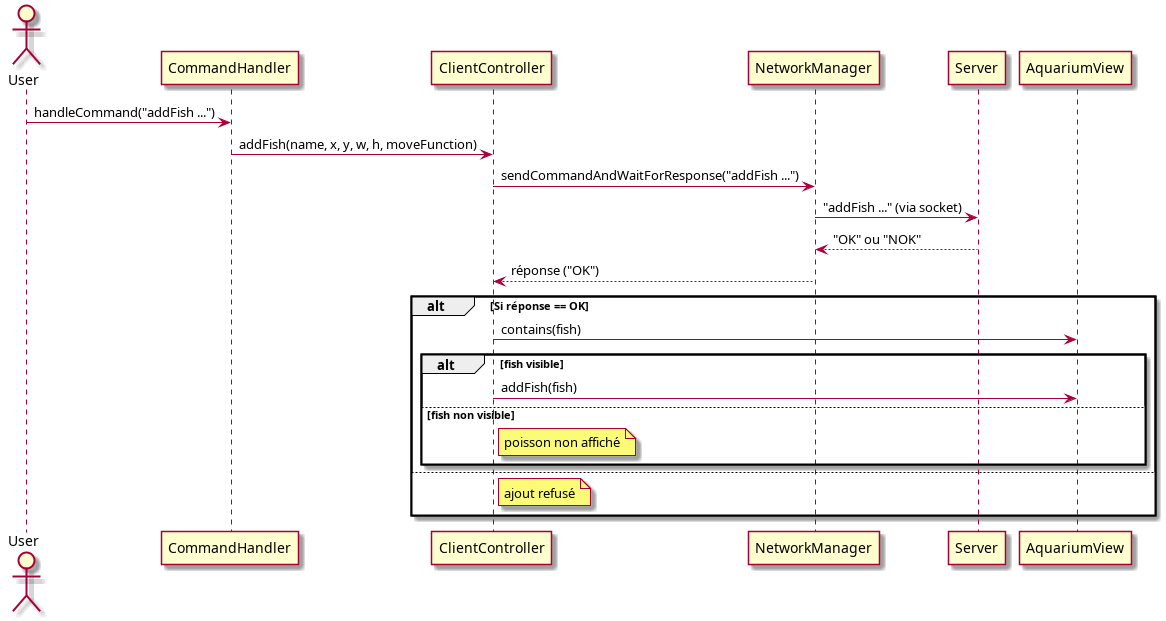 User
CommandHandler
ClientController
NetworkManager
Server
AquariumView
handleCommand("addFish ...")
addFish(name, x, y, w, h, moveFunction)
sendCommandAndWaitForResponse("addFish ...")
"addFish ..." (via socket)
"OK" ou "NOK"
réponse ("OK")
alt
[Si réponse == OK]
contains(fish)
alt
[fish visible]
addFish(fish)
[fish non visible]
poisson non affiché
ajout refusé
User
CommandHandler
ClientController
NetworkManager
Server
AquariumView